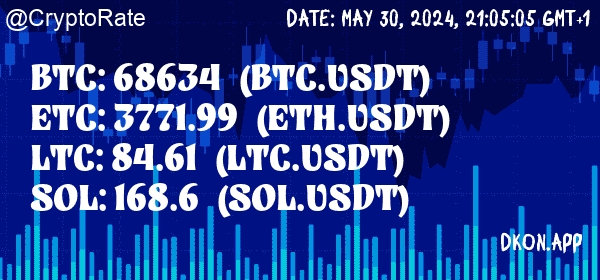 @CryptoRate
DATE: MAY 30, 2024, 21:05:05 GMT+1
BTC: 68634 (BTC.USDT)
ETC: 3771.99 (ETH.USDT)
LTC: 84.61 (LTC.USDT)
SOL: 168.6 (SOL.USDT)
DKON.APP